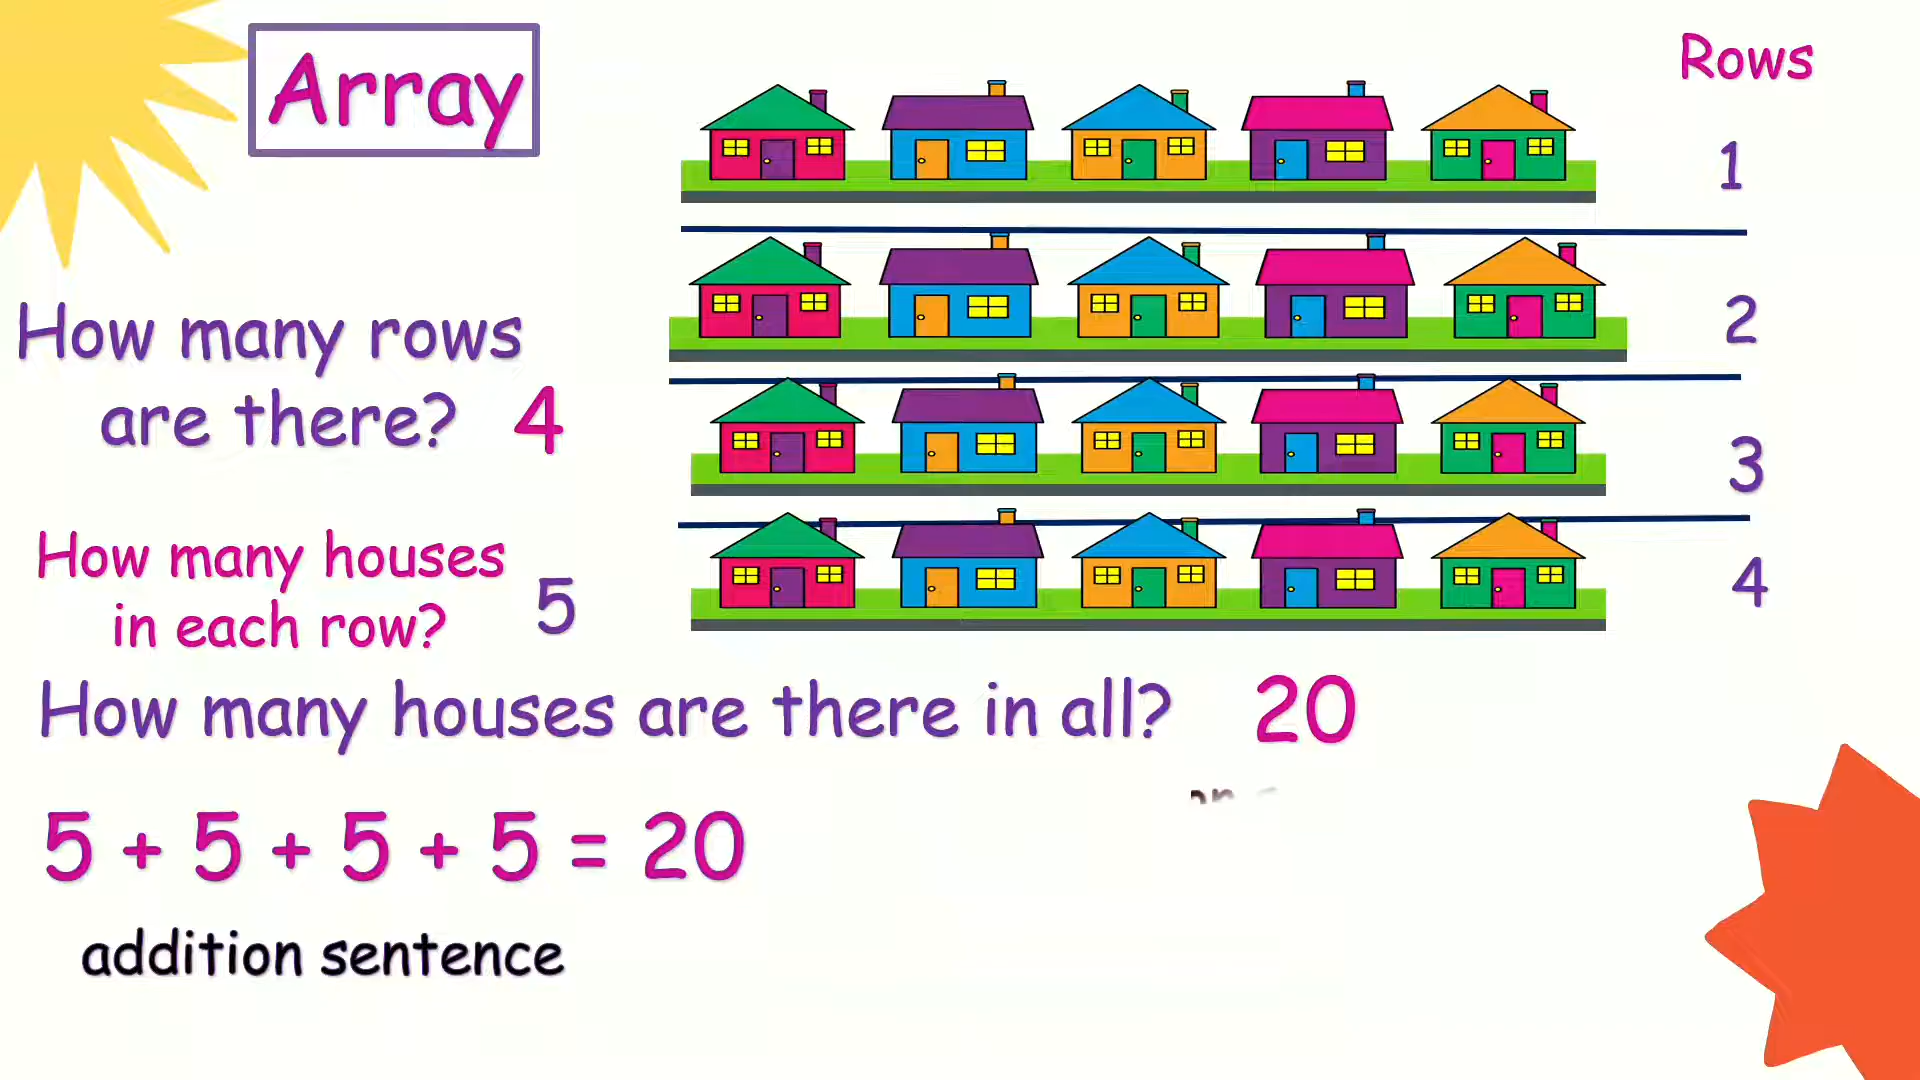 Array
Rows
1
2
3
4
How many rows
are there? 4
How many houses
in each row? 5
How many houses are there in all? 20
5 + 5 + 5 + 5 = 20
addition sentence